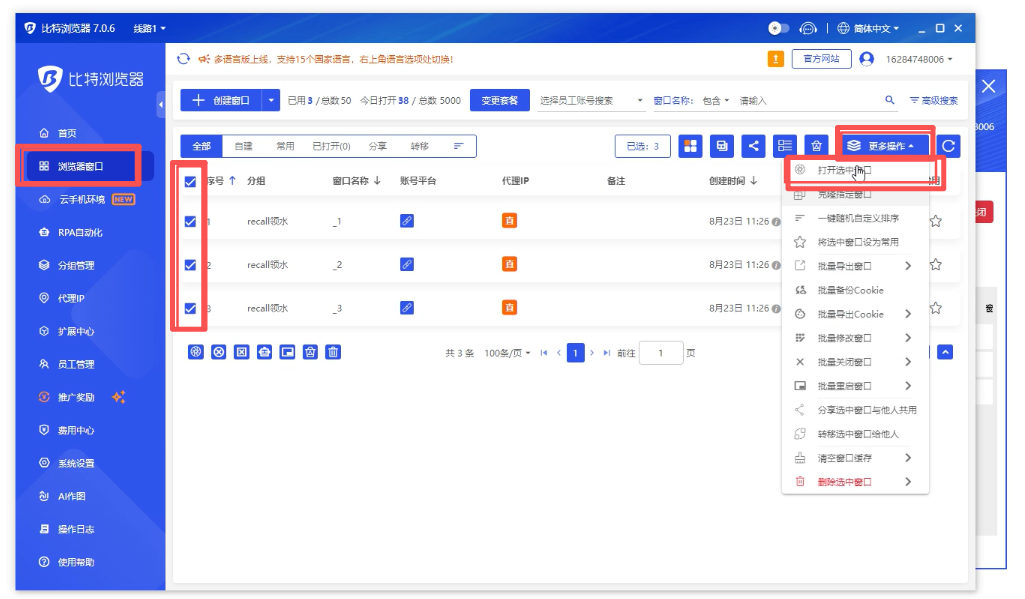 比特浏览器 7.0.6 线路1 简体中文
比特浏览器
多语言版上线，支持15个国家语言，右上角语言选项处切换！ 官方网站 16284748006
创建窗口 已用3 / 总数50 今日打开38 / 总数 5000 变更套餐 选择员工账号搜索 窗口名称: 包含 请输入 高级搜索
8006
首页
浏览器窗口
云手机环境 NEW
RPA自动化
分组管理
代理IP
扩展中心
员工管理
推广奖励
费用中心
系统设置
AI作图
操作日志
使用帮助
全部 自建 常用 已打开(0) 分享 转移 已选: 3 更多操作
序号 分组 窗口名称 账号平台 代理IP 备注 创建时间 用
1 recall领水 _1 直 8月23日 11:26
2 recall领水 _2 直 8月23日 11:26
3 recall领水 _3 直 8月23日 11:26
共 3 条 100条/页 1 前往 1 页
打开选中窗口
克隆指定窗口
一键随机自定义排序
将选中窗口设为常用
批量导出窗口
批量备份Cookie
批量导出Cookie
批量修改窗口
批量关闭窗口
批量重启窗口
分享选中窗口与他人共用
转移选中窗口给他人
清空窗口缓存
删除选中窗口
闭